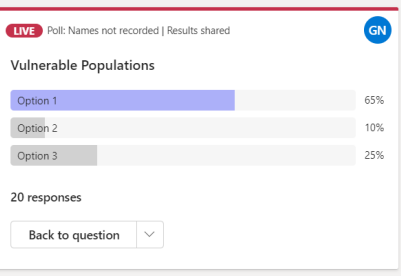 LIVE Poll: Names not recorded | Results shared GN
Vulnerable Populations
Option 1 65%
Option 2 10%
Option 3 25%
20 responses
Back to question